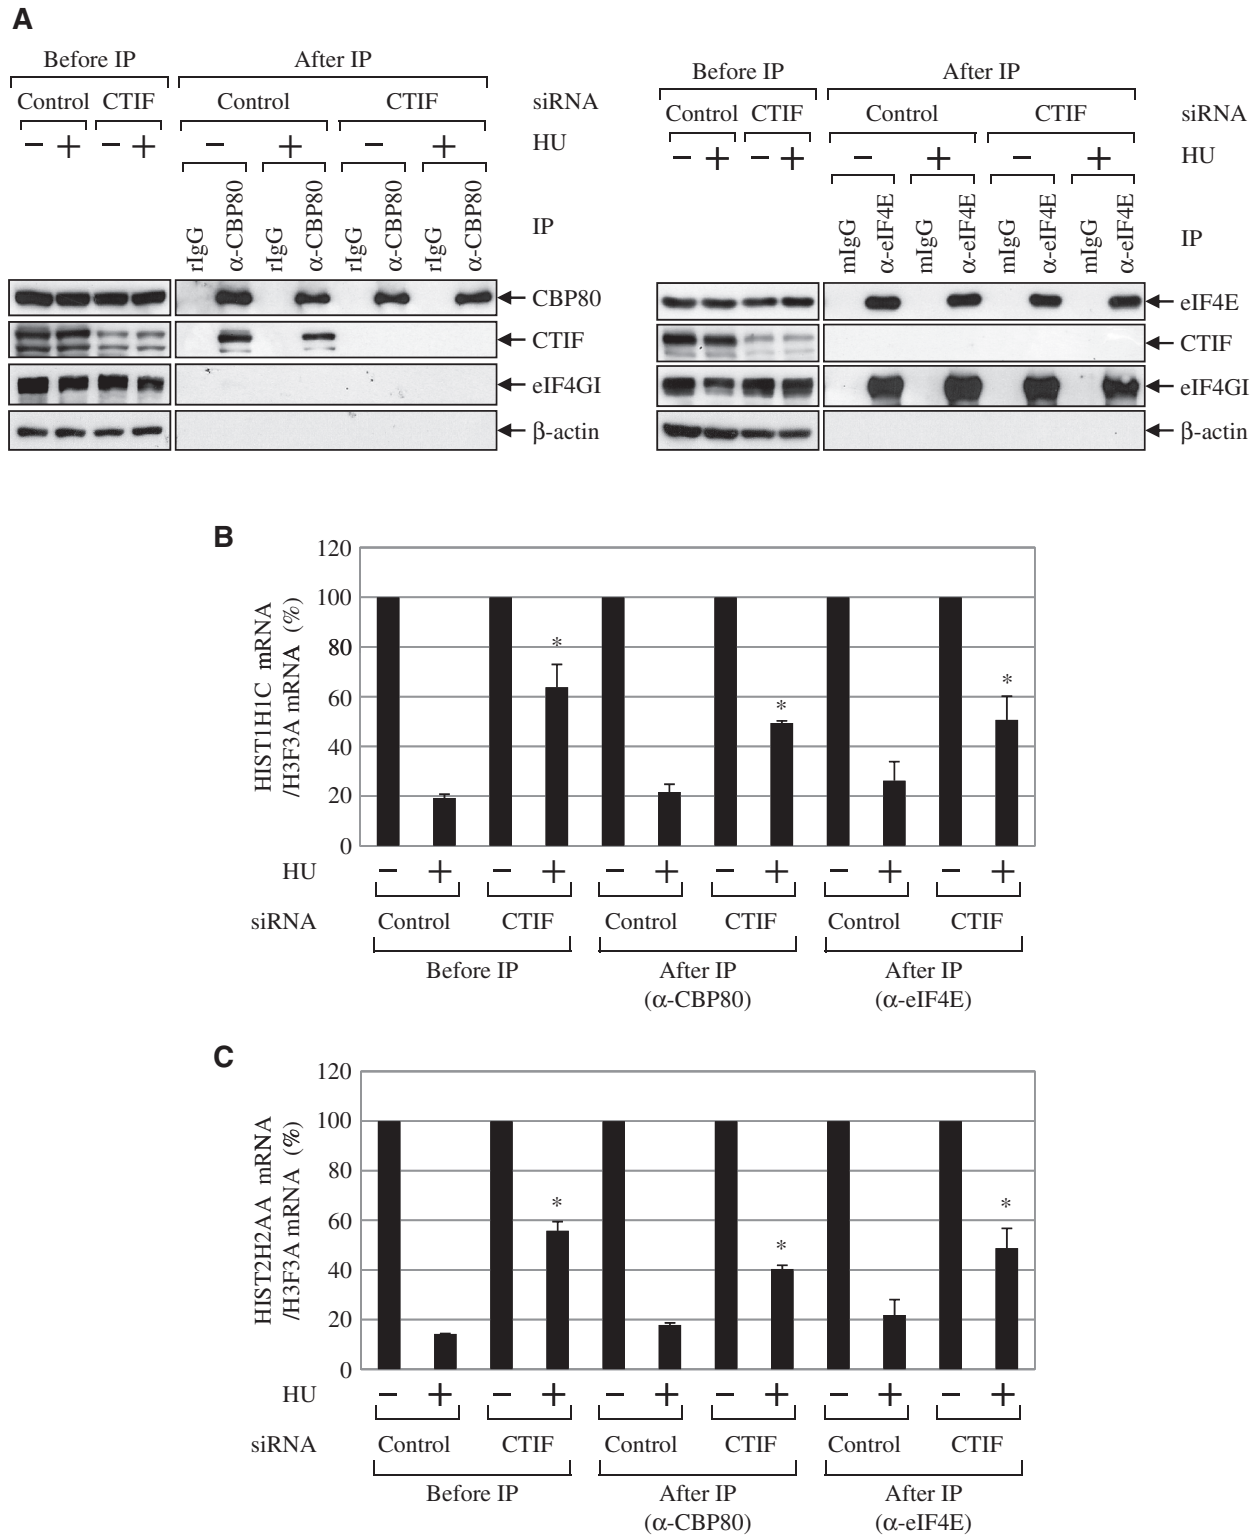 A
Before IP After IP
Control CTIF Control CTIF siRNA
− + − + − + − + HU
rIgG α-CBP80 rIgG α-CBP80 rIgG α-CBP80 rIgG α-CBP80 IP
CBP80
CTIF
eIF4GI
β-actin
Before IP After IP
Control CTIF Control CTIF siRNA
− + − + − + − + HU
mIgG α-eIF4E mIgG α-eIF4E mIgG α-eIF4E mIgG α-eIF4E IP
eIF4E
CTIF
eIF4GI
β-actin
B
HIST1H1C mRNA
/H3F3A mRNA (%)
120
100
80
60
40
20
0
* * *
HU − + − + − + − + − + − +
siRNA Control CTIF Control CTIF Control CTIF
Before IP After IP After IP
(α-CBP80) (α-eIF4E)
C
HIST2H2AA mRNA
/H3F3A mRNA (%)
120
100
80
60
40
20
0
* * *
HU − + − + − + − + − + − +
siRNA Control CTIF Control CTIF Control CTIF
Before IP After IP After IP
(α-CBP80) (α-eIF4E)